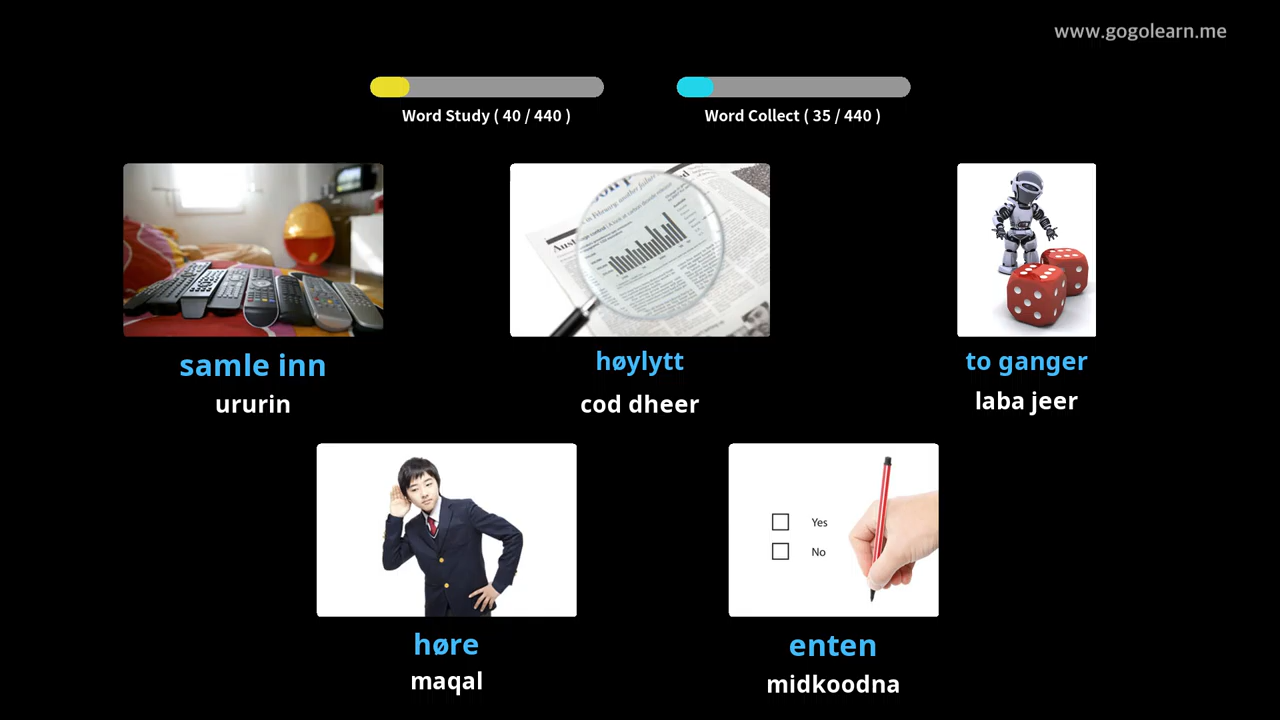 www.gogolearn.me
Word Study ( 40 / 440 )
Word Collect ( 35 / 440 )
samle inn
ururin
høylytt
cod dheer
to ganger
laba jeer
Yes
No
høre
maqal
enten
midkoodna